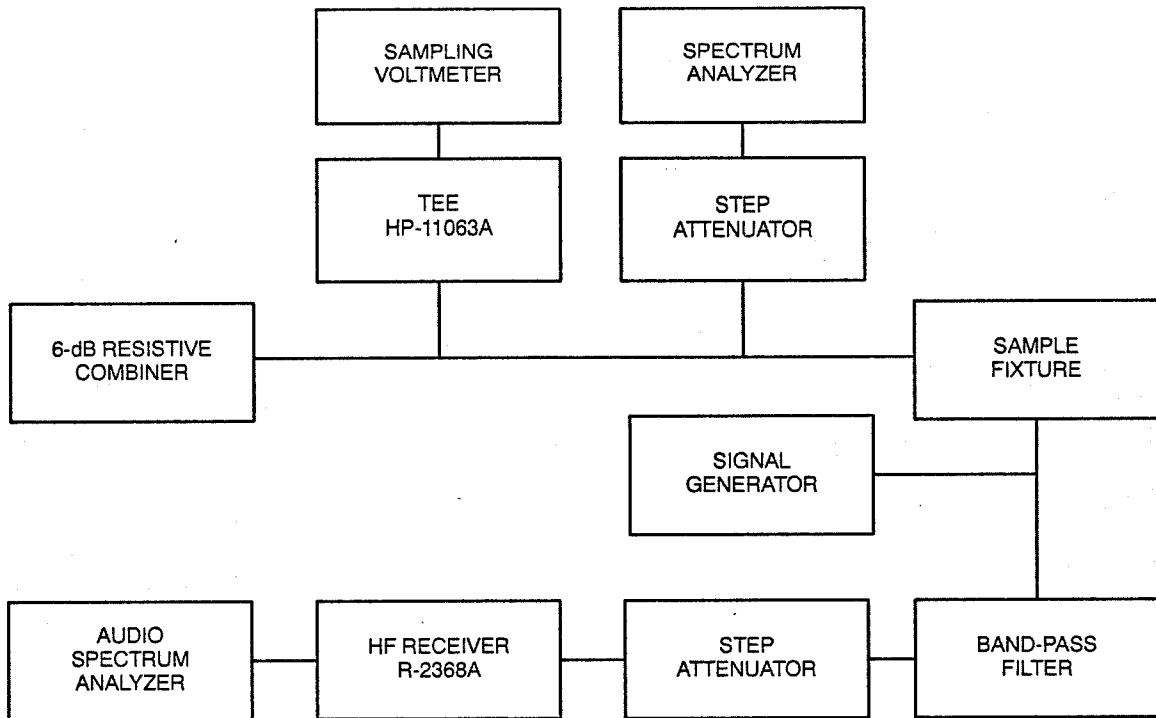 SAMPLING
VOLTMETER
SPECTRUM
ANALYZER
TEE
HP-11063A
STEP
ATTENUATOR
6-dB RESISTIVE
COMBINER
SAMPLE
FIXTURE
SIGNAL
GENERATOR
AUDIO
SPECTRUM
ANALYZER
HF RECEIVER
R-2368A
STEP
ATTENUATOR
BAND-PASS
FILTER